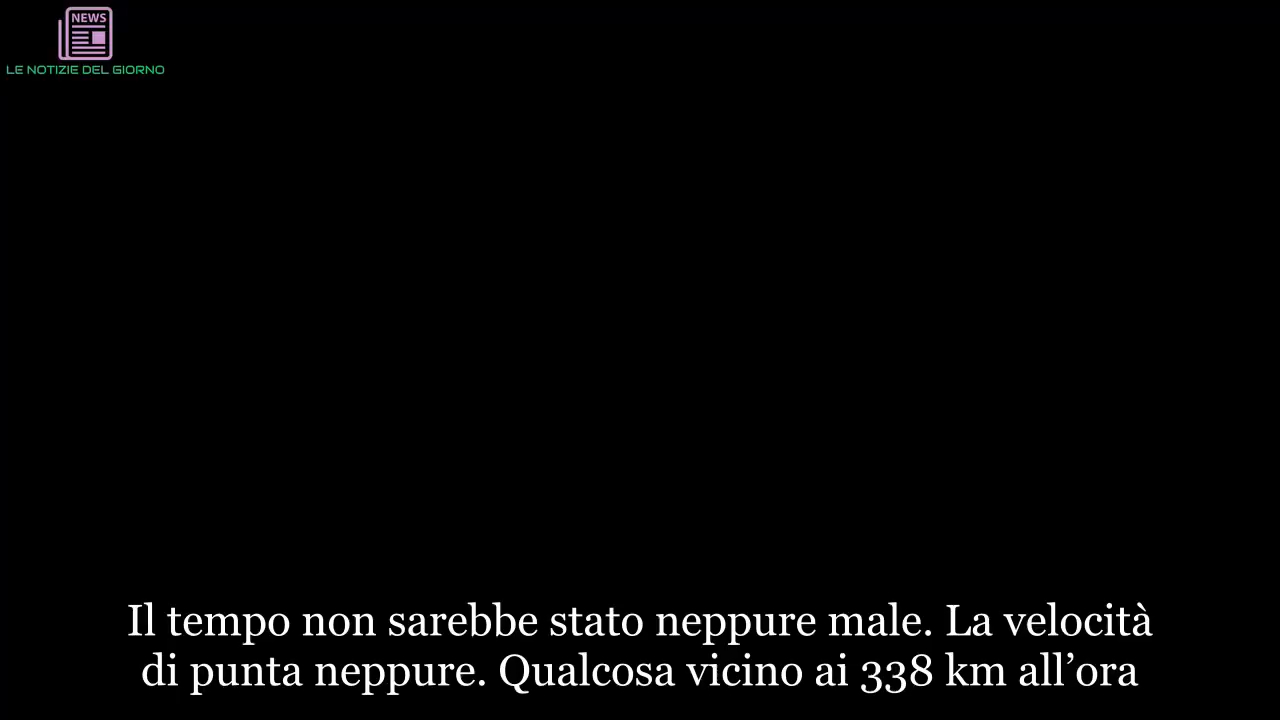 NEWS
LE NOTIZIE DEL GIORNO
Il tempo non sarebbe stato neppure male. La velocità
di punta neppure. Qualcosa vicino ai 338 km all’ora